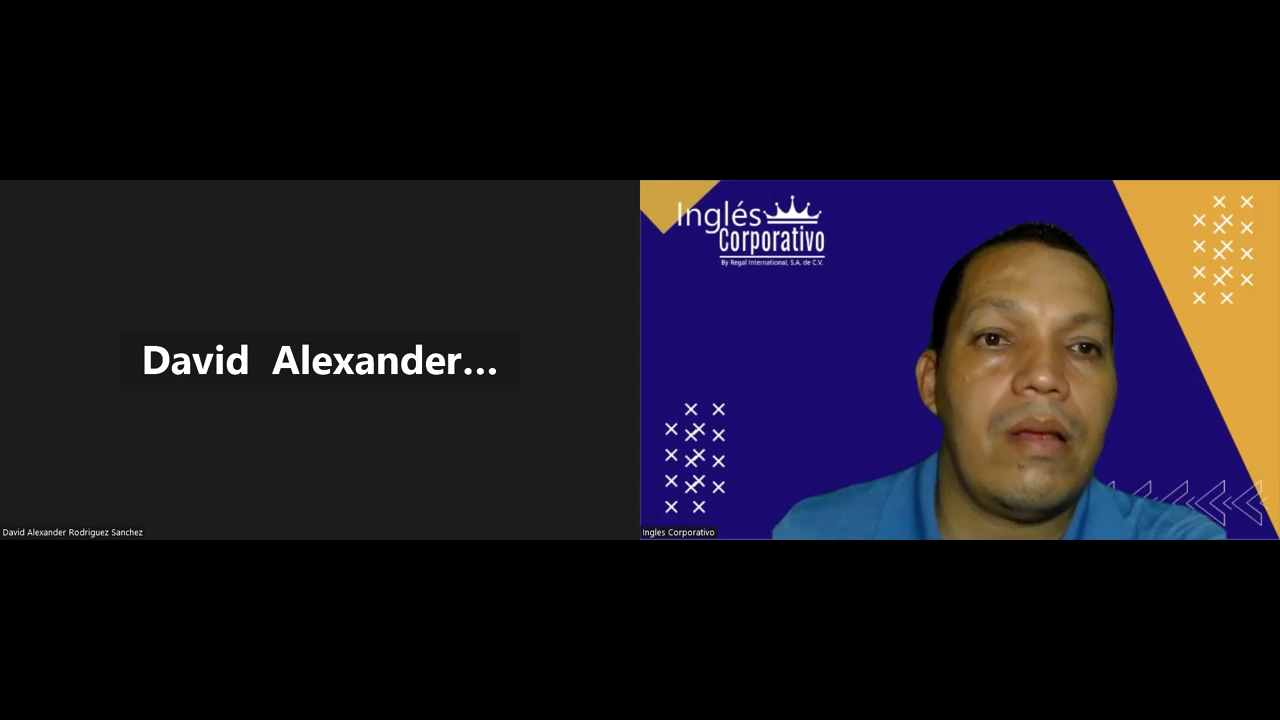 David Alexander...
David Alexander Rodriguez Sanchez
Inglés
Corporativo
By Regal International, S.A. de C.V.
Ingles Corporativo